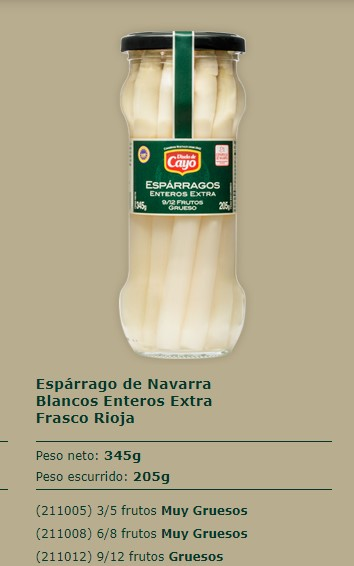 Viuda de
Cayo
ESPÁRRAGOS
ENTEROS EXTRA
9/12 FRUTOS
GRUESO
345g
205g
Espárrago de Navarra
Blancos Enteros Extra
Frasco Rioja
Peso neto: 345g
Peso escurrido: 205g
(211005) 3/5 frutos Muy Gruesos
(211008) 6/8 frutos Muy Gruesos
(211012) 9/12 frutos Gruesos